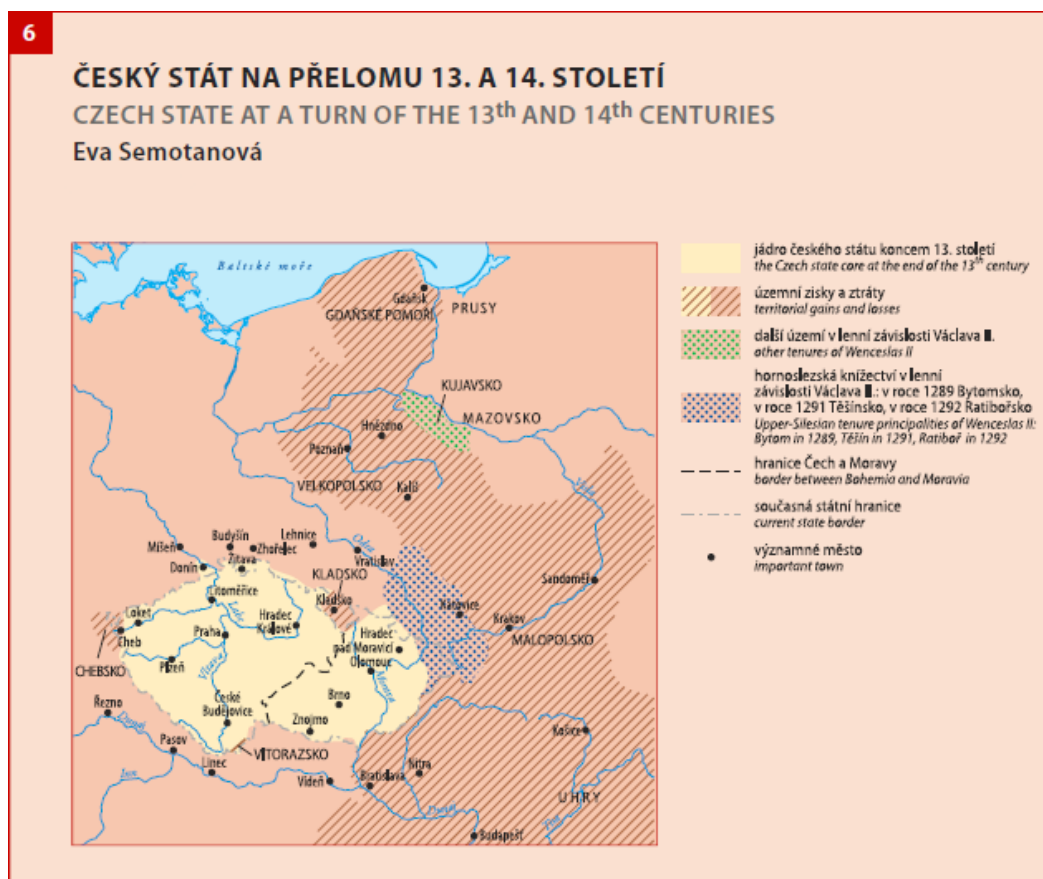 6
ČESKÝ STÁT NA PŘELOMU 13. A 14. STOLETÍ
CZECH STATE AT A TURN OF THE 13th AND 14th CENTURIES
Eva Semotanová
Baltské moře
Gdaňsk
GDAŇSKÉ POMOŘÍ
PRUSY
KUJAVSKO
MAZOVSKO
Hnězdno
Poznaň
VELKOPOLSKO
Kališ
Visla
Míšeň
Budyšín
Zhořelec
Lehnice
Odra
Vratislav
Donín
Žitava
KLADSKO
Kladsko
Sandoměř
Litoměřice
Labe
Loket
Cheb
CHEBSKO
Praha
Hradec
Králové
Katovice
Krakov
MALOPOLSKO
Hradec
nad Moravicí
Olomouc
Plzeň
Vltava
Morava
České
Budějovice
Brno
Znojmo
Řezno
Dunaj
Pasov
VITORAZSKO
Linec
Inn
Vídeň
Bratislava
Nitra
Košice
UHRY
Dunaj
Tisa
Budapešť
jádro českého státu koncem 13. století
the Czech state core at the end of the 13th century
územní zisky a ztráty
territorial gains and losses
další území v lenní závislosti Václava II.
other tenures of Wenceslas II
hornoslezská knížectví v lenní
závislosti Václava II.: v roce 1289 Bytomsko,
v roce 1291 Těšínsko, v roce 1292 Ratibořsko
Upper-Silesian tenure principalities of Wenceslas II:
Bytom in 1289, Těšín in 1291, Ratiboř in 1292
hranice Čech a Moravy
border between Bohemia and Moravia
současná státní hranice
current state border
významné město
important town